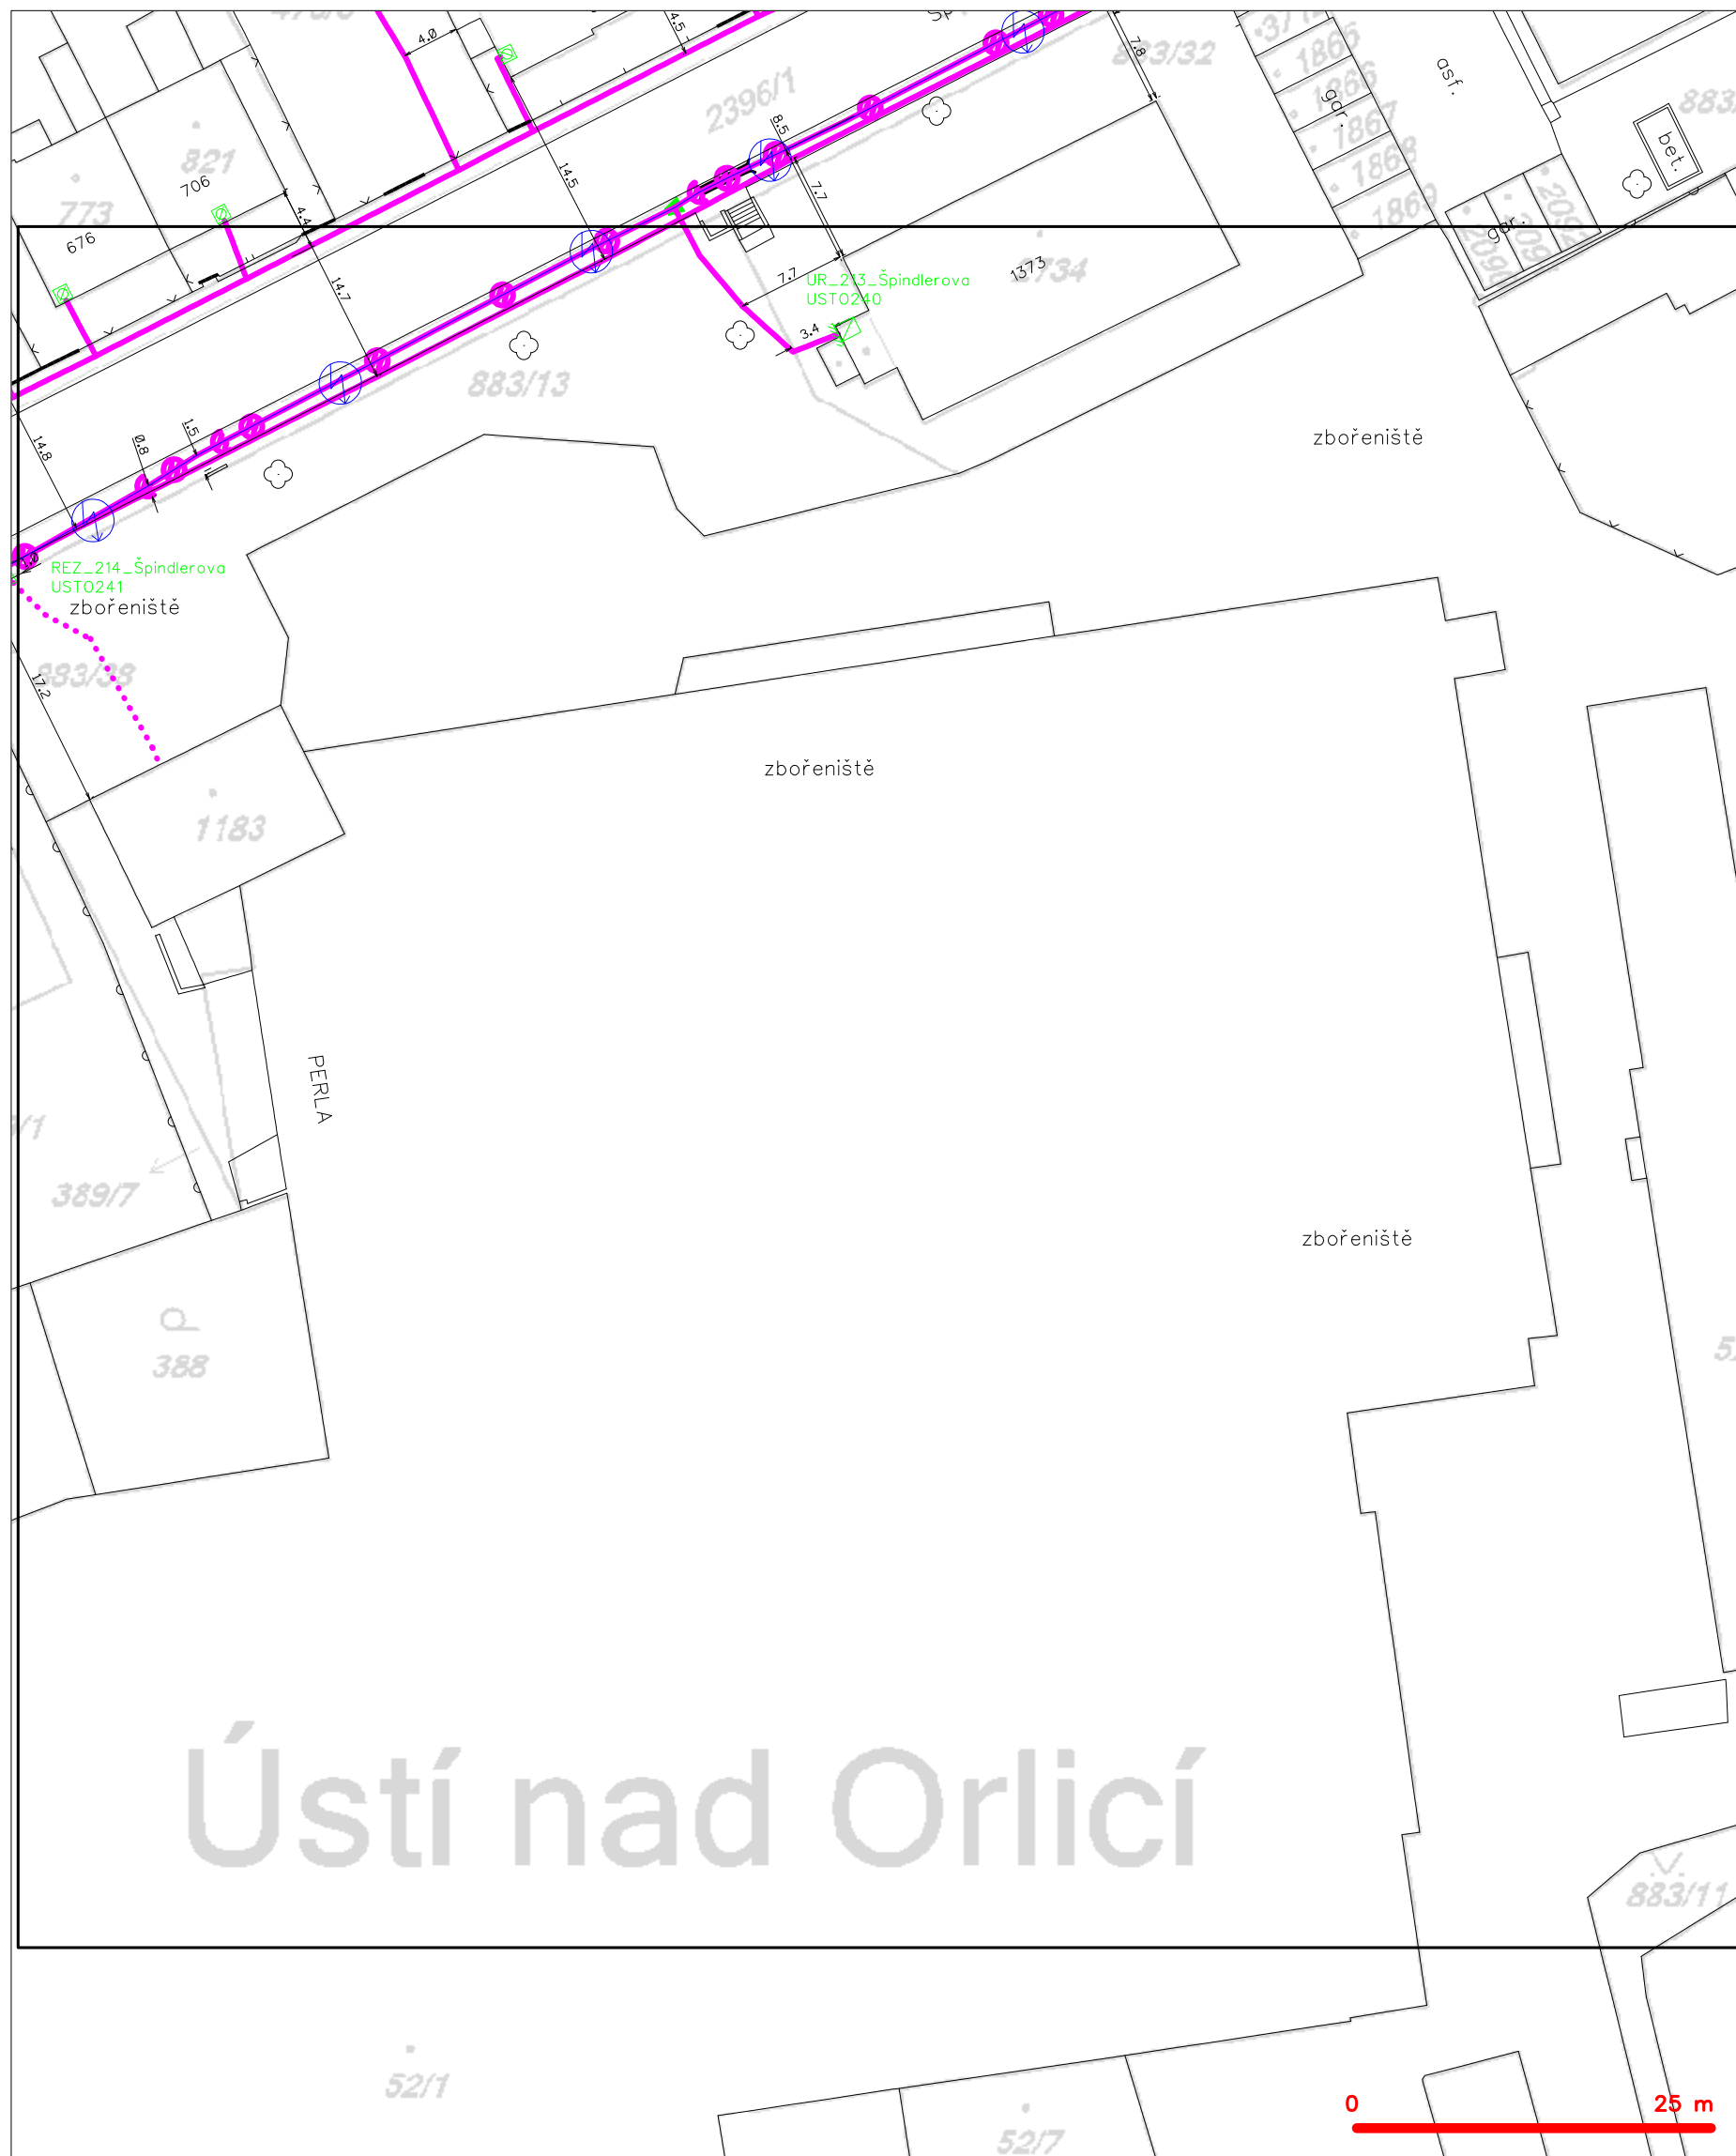 4.0
4.5
7.8
2396/1
883/32
1866
1866
1867
1868
1869
gar.
asf.
bet.
821
706
773
676
4.4
14.5
8.5
7.7
14.7
7.7
3.4
UR_213_Špindlerova
USTO240
1373
gar.
883/13
zbořeniště
14.8
0.8
1.5
REZ_214_Špindlerova
USTO241
zbořeniště
883/38
17.2
zbořeniště
1183
PERLA
389/7
zbořeniště
388
Ústí nad Orlicí
883/11
52/1
52/7
0 25 m